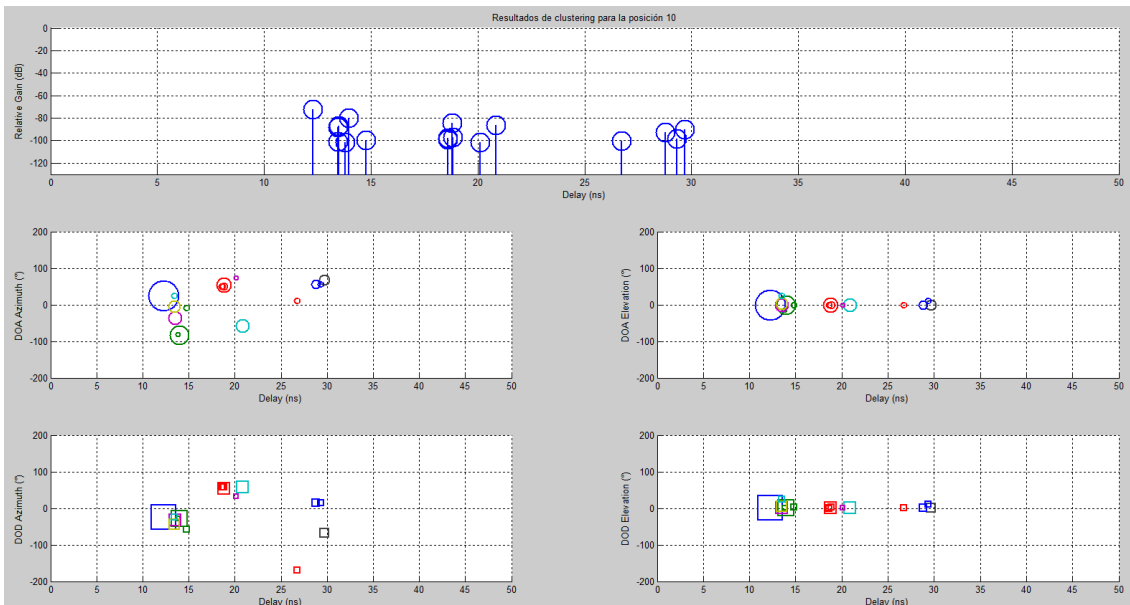 Resultados de clustering para la posición 10
Relative Gain (dB)
0
-20
-40
-60
-80
-100
-120
0 5 10 15 20 25 30 35 40 45 50
Delay (ns)
DOA Azimuth (°)
200
100
0
-100
-200
0 5 10 15 20 25 30 35 40 45 50
Delay (ns)
DOA Elevation (°)
200
100
0
-100
-200
0 5 10 15 20 25 30 35 40 45 50
Delay (ns)
DOD Azimuth (°)
200
100
0
-100
-200
0 5 10 15 20 25 30 35 40 45 50
Delay (ns)
DOD Elevation (°)
200
100
0
-100
-200
0 5 10 15 20 25 30 35 40 45 50
Delay (ns)